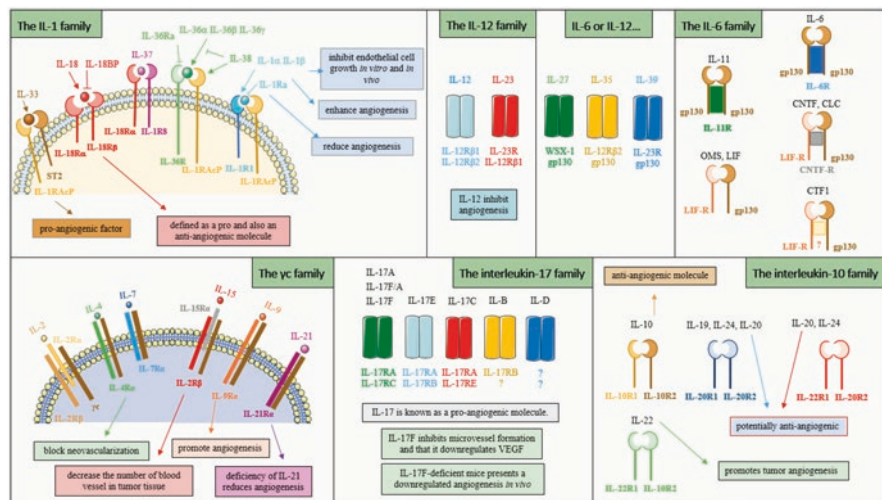 The IL-1 family
IL-36Ra
IL-36α
IL-36β
IL-36γ
IL-37
IL-18
IL-18BP
IL-38
IL-1α
IL-1β
IL-1Ra
IL-33
ST2
IL-1RAcP
IL-18Rα
IL-18Rβ
IL-18Rα
IL-1R8
IL-36R
IL-1RAcP
IL-1R1
IL-1RAcP
inhibit endothelial cell
growth in vitro and in
vivo
enhance angiogenesis
reduce angiogenesis
pro-angiogenic factor
defined as a pro and also an
anti-angiogenic molecule
The IL-12 family
IL-12
IL-23
IL-12Rβ1
IL-12Rβ2
IL-23R
IL-12Rβ1
IL-12 inhibit
angiogenesis
IL-6 or IL-12...
IL-27
IL-35
IL-39
WSX-1
gp130
IL-12Rβ2
gp130
IL-23R
gp130
The IL-6 family
IL-6
gp130
gp130
IL-6R
IL-11
gp130
gp130
IL-11R
CNTF, CLC
LIF-R
gp130
CNTF-R
OMS, LIF
LIF-R
gp130
CTF1
LIF-R
?
gp130
The yc family
IL-2
IL-2Rα
IL-2Rβ
γc
IL-4
IL-4Rα
IL-7
IL-7Rα
IL-15Rα
IL-15
IL-2Rβ
IL-9
IL-9Rα
IL-21
IL-21Rα
block neovascularization
promote angiogenesis
decrease the number of blood
vessel in tumor tissue
deficiency of IL-21
reduces angiogenesis
The interleukin-17 family
IL-17A
IL-17F/A
IL-17F
IL-17E
IL-17C
IL-B
IL-D
IL-17RA
IL-17RC
IL-17RA
IL-17RB
IL-17RA
IL-17RE
IL-17RB
?
?
?
IL-17 is known as a pro-angiogenic molecule.
IL-17F inhibits microvessel formation
and that it downregulates VEGF
IL-17F-deficient mice presents a
downregulated angiogenesis in vivo
The interleukin-10 family
anti-angiogenic molecule
IL-10
IL-10R1
IL-10R2
IL-19, IL-24, IL-20
IL-20R1
IL-20R2
IL-20, IL-24
IL-22R1
IL-20R2
potentially anti-angiogenic
IL-22
IL-22R1
IL-10R2
promotes tumor angiogenesis